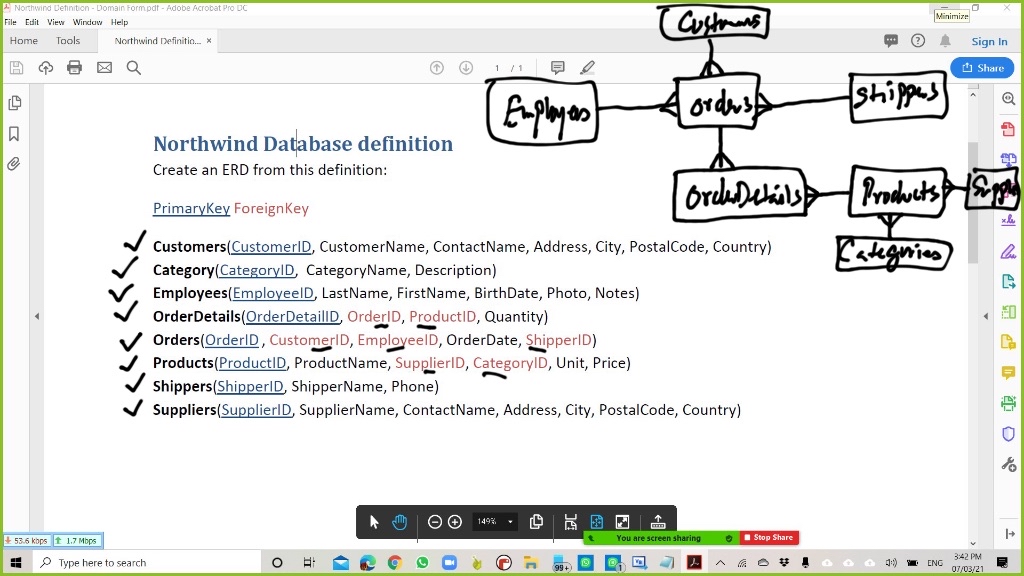 Northwind Definition - Domain Form.pdf - Adobe Acrobat Pro DC
Minimize
File Edit View Window Help
Home Tools Northwind Definitio... ×
Sign In
1 / 1
Share
Customers
Employees
Orders
Shippers
OrderDetails
Products
Categories
Northwind Database definition
Create an ERD from this definition:
PrimaryKey ForeignKey
Customers(CustomerID, CustomerName, ContactName, Address, City, PostalCode, Country)
Category(CategoryID, CategoryName, Description)
Employees(EmployeeID, LastName, FirstName, BirthDate, Photo, Notes)
OrderDetails(OrderDetailID, OrderID, ProductID, Quantity)
Orders(OrderID , CustomerID, EmployeeID, OrderDate, ShipperID)
Products(ProductID, ProductName, SupplierID, CategoryID, Unit, Price)
Shippers(ShipperID, ShipperName, Phone)
Suppliers(SupplierID, SupplierName, ContactName, Address, City, PostalCode, Country)
149%
You are screen sharing
Stop Share
53.6 kbps 1.7 Mbps
Type here to search
99+
1
ENG
3:42 PM
07/03/21